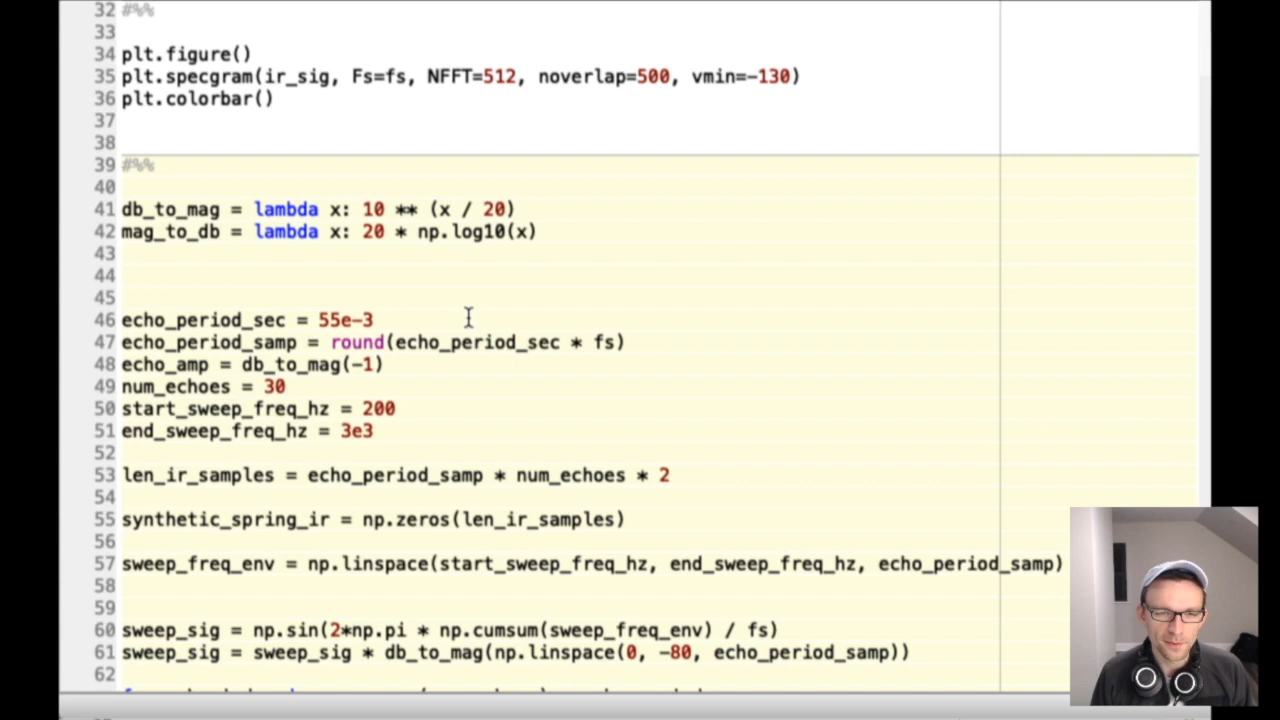 32 #%%
33
34 plt.figure()
35 plt.specgram(ir_sig, Fs=fs, NFFT=512, noverlap=500, vmin=-130)
36 plt.colorbar()
37
38
39 #%%
40
41 db_to_mag = lambda x: 10 ** (x / 20)
42 mag_to_db = lambda x: 20 * np.log10(x)
43
44
45
46 echo_period_sec = 55e-3
47 echo_period_samp = round(echo_period_sec * fs)
48 echo_amp = db_to_mag(-1)
49 num_echoes = 30
50 start_sweep_freq_hz = 200
51 end_sweep_freq_hz = 3e3
52
53 len_ir_samples = echo_period_samp * num_echoes * 2
54
55 synthetic_spring_ir = np.zeros(len_ir_samples)
56
57 sweep_freq_env = np.linspace(start_sweep_freq_hz, end_sweep_freq_hz, echo_period_samp)
58
59
60 sweep_sig = np.sin(2*np.pi * np.cumsum(sweep_freq_env) / fs)
61 sweep_sig = sweep_sig * db_to_mag(np.linspace(0, -80, echo_period_samp))
62